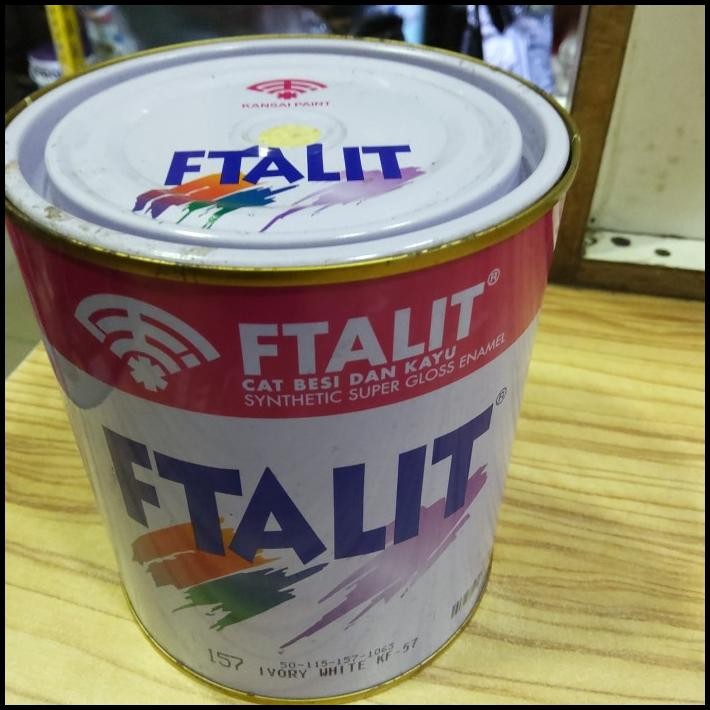 KANSAI PAINT
FTALIT
FTALIT®
CAT BESI DAN KAYU
SYNTHETIC SUPER GLOSS ENAMEL
FTALIT®
50-115-157-1063
157 IVORY WHITE KF-57